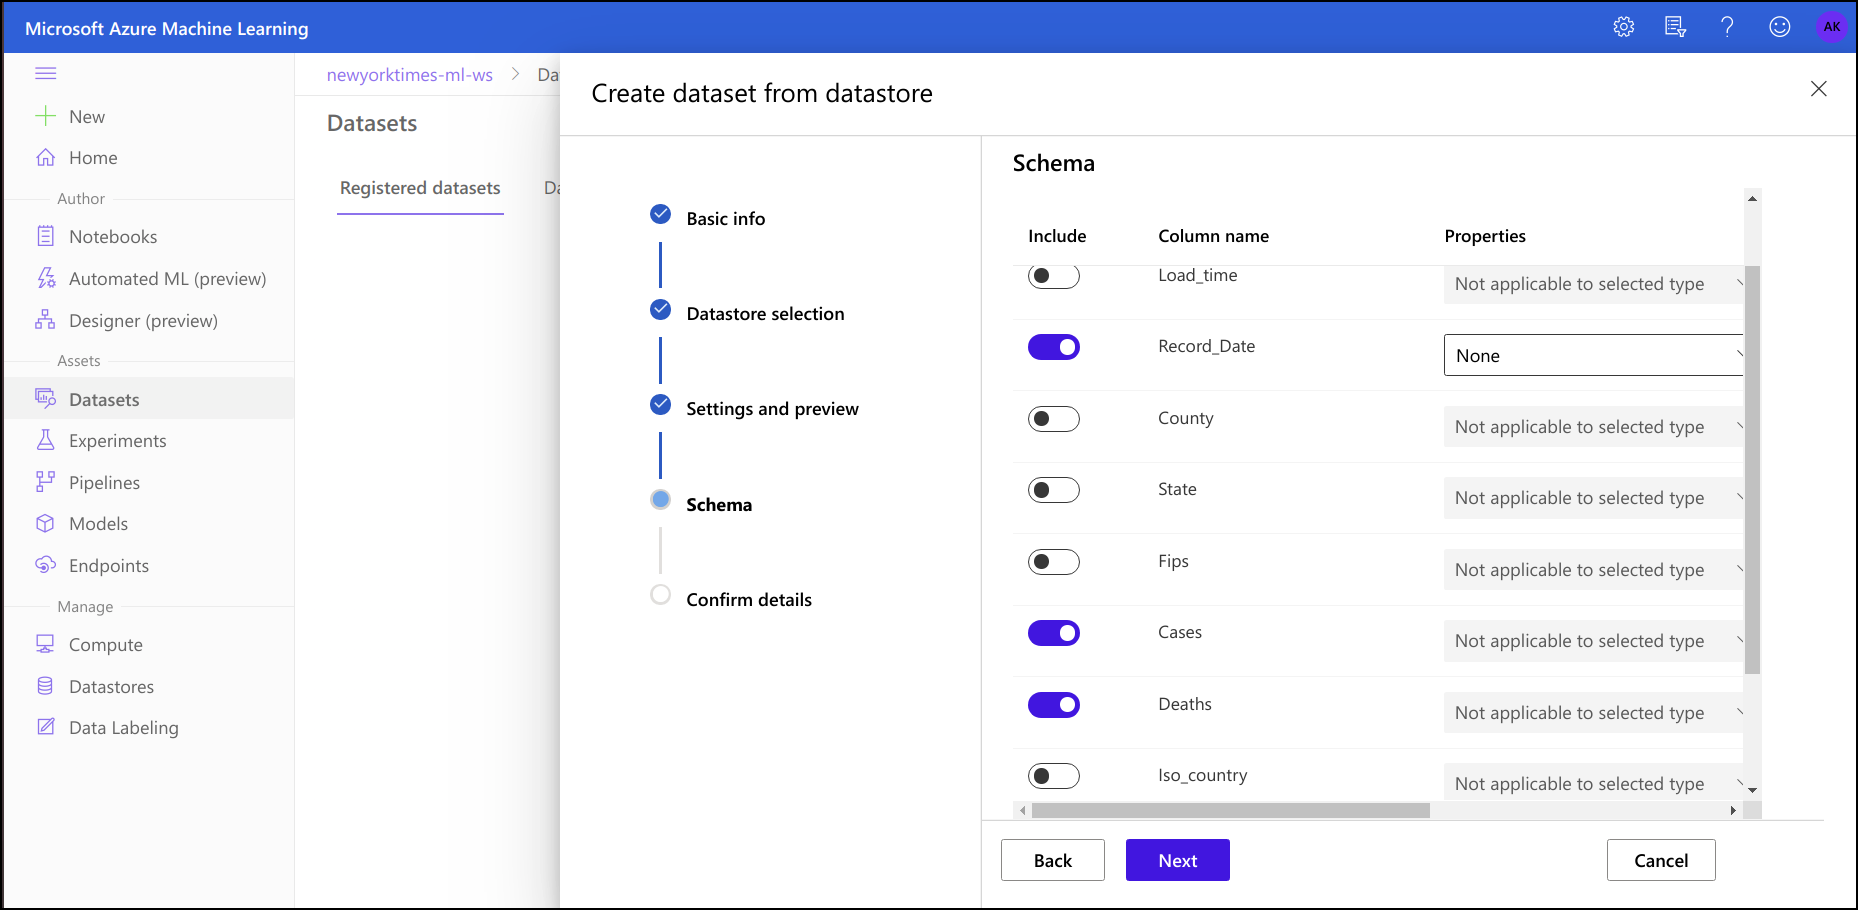 Microsoft Azure Machine Learning
AK
newyorktimes-ml-ws > Da
New
Home
Author
Notebooks
Automated ML (preview)
Designer (preview)
Assets
Datasets
Experiments
Pipelines
Models
Endpoints
Manage
Compute
Datastores
Data Labeling
Datasets
Registered datasets Da
Create dataset from datastore
Basic info
Datastore selection
Settings and preview
Schema
Confirm details
Schema
Include Column name Properties
Load_time Not applicable to selected type
Record_Date None
County Not applicable to selected type
State Not applicable to selected type
Fips Not applicable to selected type
Cases Not applicable to selected type
Deaths Not applicable to selected type
Iso_country Not applicable to selected type
Back Next Cancel